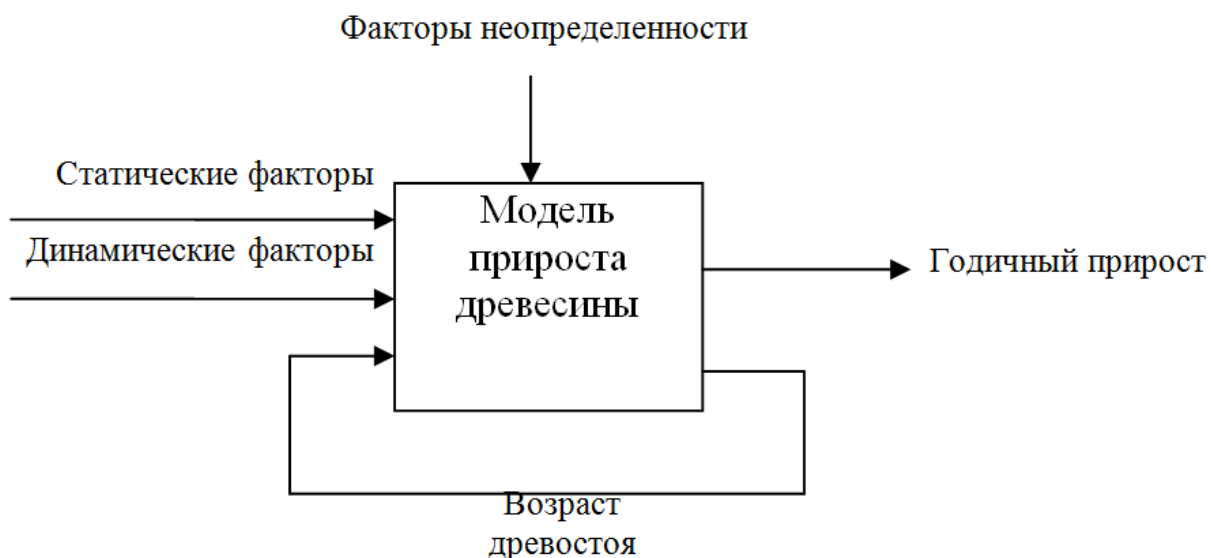 Факторы неопределенности
Статические факторы
Модель
прироста
древесины
Динамические факторы
Годичный прирост
Возраст
древостоя